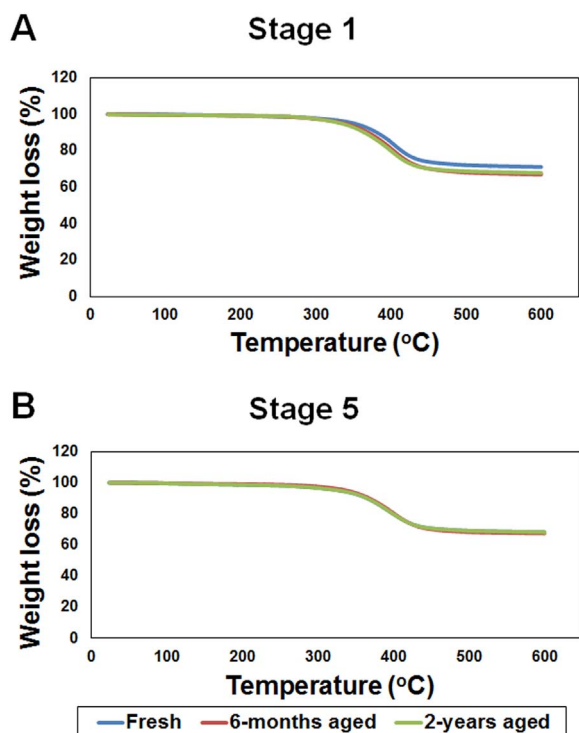 A
Stage 1
Weight loss (%)
120
100
80
60
40
20
0
0 100 200 300 400 500 600
Temperature (oC)
B
Stage 5
Weight loss (%)
120
100
80
60
40
20
0
0 100 200 300 400 500 600
Temperature (oC)
Fresh 6-months aged 2-years aged